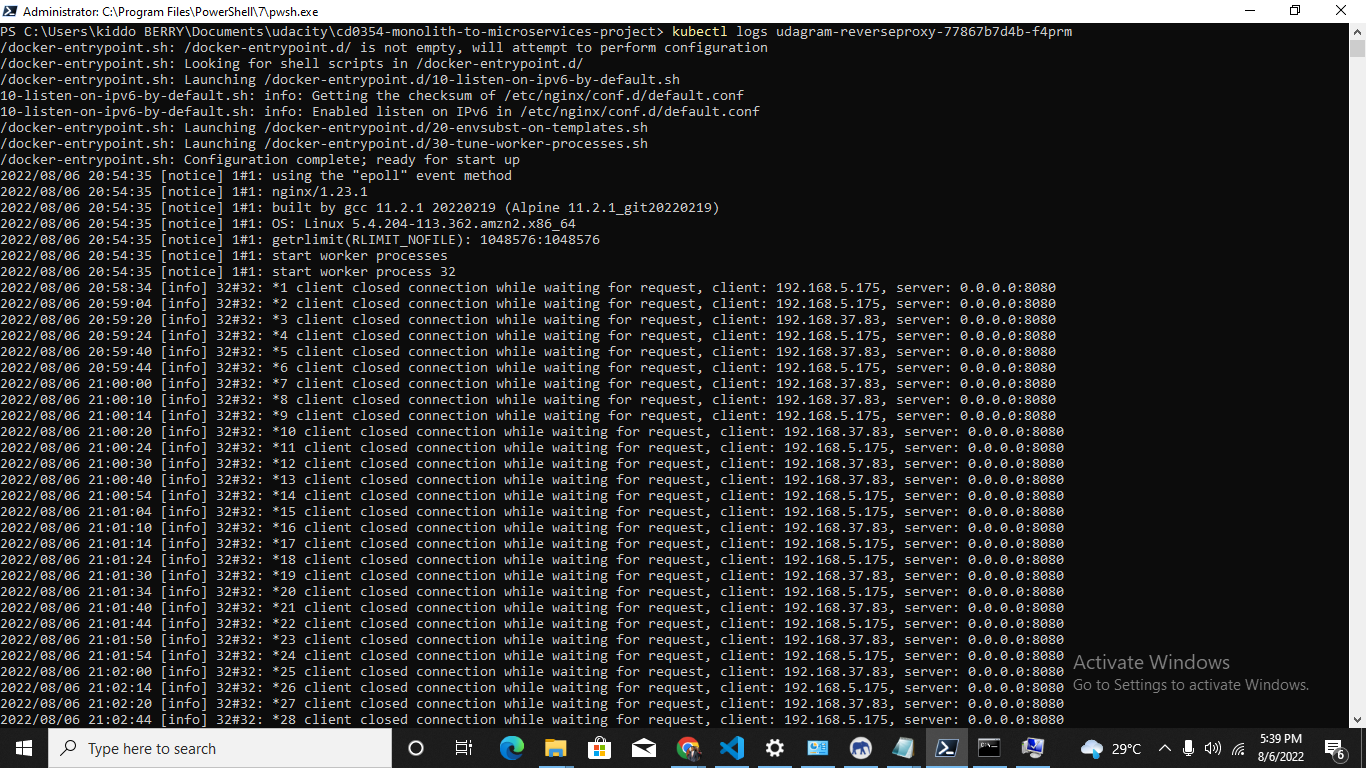 Administrator: C:\Program Files\PowerShell\7\pwsh.exe
PS C:\Users\kiddo BERRY\Documents\udacity\cd0354-monolith-to-microservices-project> kubectl logs udagram-reverseproxy-77867b7d4b-f4prm
/docker-entrypoint.sh: /docker-entrypoint.d/ is not empty, will attempt to perform configuration
/docker-entrypoint.sh: Looking for shell scripts in /docker-entrypoint.d/
/docker-entrypoint.sh: Launching /docker-entrypoint.d/10-listen-on-ipv6-by-default.sh
10-listen-on-ipv6-by-default.sh: info: Getting the checksum of /etc/nginx/conf.d/default.conf
10-listen-on-ipv6-by-default.sh: info: Enabled listen on IPv6 in /etc/nginx/conf.d/default.conf
/docker-entrypoint.sh: Launching /docker-entrypoint.d/20-envsubst-on-templates.sh
/docker-entrypoint.sh: Launching /docker-entrypoint.d/30-tune-worker-processes.sh
/docker-entrypoint.sh: Configuration complete; ready for start up
2022/08/06 20:54:35 [notice] 1#1: using the "epoll" event method
2022/08/06 20:54:35 [notice] 1#1: nginx/1.23.1
2022/08/06 20:54:35 [notice] 1#1: built by gcc 11.2.1 20220219 (Alpine 11.2.1_git20220219)
2022/08/06 20:54:35 [notice] 1#1: OS: Linux 5.4.204-113.362.amzn2.x86_64
2022/08/06 20:54:35 [notice] 1#1: getrlimit(RLIMIT_NOFILE): 1048576:1048576
2022/08/06 20:54:35 [notice] 1#1: start worker processes
2022/08/06 20:54:35 [notice] 1#1: start worker process 32
2022/08/06 20:58:34 [info] 32#32: *1 client closed connection while waiting for request, client: 192.168.5.175, server: 0.0.0.0:8080
2022/08/06 20:59:04 [info] 32#32: *2 client closed connection while waiting for request, client: 192.168.5.175, server: 0.0.0.0:8080
2022/08/06 20:59:20 [info] 32#32: *3 client closed connection while waiting for request, client: 192.168.37.83, server: 0.0.0.0:8080
2022/08/06 20:59:24 [info] 32#32: *4 client closed connection while waiting for request, client: 192.168.5.175, server: 0.0.0.0:8080
2022/08/06 20:59:40 [info] 32#32: *5 client closed connection while waiting for request, client: 192.168.37.83, server: 0.0.0.0:8080
2022/08/06 20:59:44 [info] 32#32: *6 client closed connection while waiting for request, client: 192.168.5.175, server: 0.0.0.0:8080
2022/08/06 21:00:00 [info] 32#32: *7 client closed connection while waiting for request, client: 192.168.37.83, server: 0.0.0.0:8080
2022/08/06 21:00:10 [info] 32#32: *8 client closed connection while waiting for request, client: 192.168.37.83, server: 0.0.0.0:8080
2022/08/06 21:00:14 [info] 32#32: *9 client closed connection while waiting for request, client: 192.168.5.175, server: 0.0.0.0:8080
2022/08/06 21:00:20 [info] 32#32: *10 client closed connection while waiting for request, client: 192.168.37.83, server: 0.0.0.0:8080
2022/08/06 21:00:24 [info] 32#32: *11 client closed connection while waiting for request, client: 192.168.5.175, server: 0.0.0.0:8080
2022/08/06 21:00:30 [info] 32#32: *12 client closed connection while waiting for request, client: 192.168.37.83, server: 0.0.0.0:8080
2022/08/06 21:00:40 [info] 32#32: *13 client closed connection while waiting for request, client: 192.168.37.83, server: 0.0.0.0:8080
2022/08/06 21:00:54 [info] 32#32: *14 client closed connection while waiting for request, client: 192.168.5.175, server: 0.0.0.0:8080
2022/08/06 21:01:04 [info] 32#32: *15 client closed connection while waiting for request, client: 192.168.5.175, server: 0.0.0.0:8080
2022/08/06 21:01:10 [info] 32#32: *16 client closed connection while waiting for request, client: 192.168.37.83, server: 0.0.0.0:8080
2022/08/06 21:01:14 [info] 32#32: *17 client closed connection while waiting for request, client: 192.168.5.175, server: 0.0.0.0:8080
2022/08/06 21:01:24 [info] 32#32: *18 client closed connection while waiting for request, client: 192.168.5.175, server: 0.0.0.0:8080
2022/08/06 21:01:30 [info] 32#32: *19 client closed connection while waiting for request, client: 192.168.37.83, server: 0.0.0.0:8080
2022/08/06 21:01:34 [info] 32#32: *20 client closed connection while waiting for request, client: 192.168.5.175, server: 0.0.0.0:8080
2022/08/06 21:01:40 [info] 32#32: *21 client closed connection while waiting for request, client: 192.168.37.83, server: 0.0.0.0:8080
2022/08/06 21:01:44 [info] 32#32: *22 client closed connection while waiting for request, client: 192.168.5.175, server: 0.0.0.0:8080
2022/08/06 21:01:50 [info] 32#32: *23 client closed connection while waiting for request, client: 192.168.37.83, server: 0.0.0.0:8080
2022/08/06 21:01:54 [info] 32#32: *24 client closed connection while waiting for request, client: 192.168.5.175, server: 0.0.0.0:8080
2022/08/06 21:02:00 [info] 32#32: *25 client closed connection while waiting for request, client: 192.168.37.83, server: 0.0.0.0:8080
2022/08/06 21:02:14 [info] 32#32: *26 client closed connection while waiting for request, client: 192.168.5.175, server: 0.0.0.0:8080
2022/08/06 21:02:20 [info] 32#32: *27 client closed connection while waiting for request, client: 192.168.37.83, server: 0.0.0.0:8080
2022/08/06 21:02:44 [info] 32#32: *28 client closed connection while waiting for request, client: 192.168.5.175, server: 0.0.0.0:8080
Activate Windows
Go to Settings to activate Windows.
Type here to search
29°C
5:39 PM
8/6/2022
6